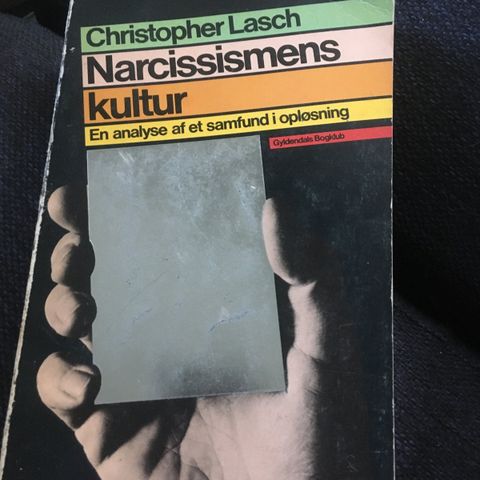 Christopher Lasch
Narcissismens
kultur
En analyse af et samfund i opløsning
Gyldendals Bogklub